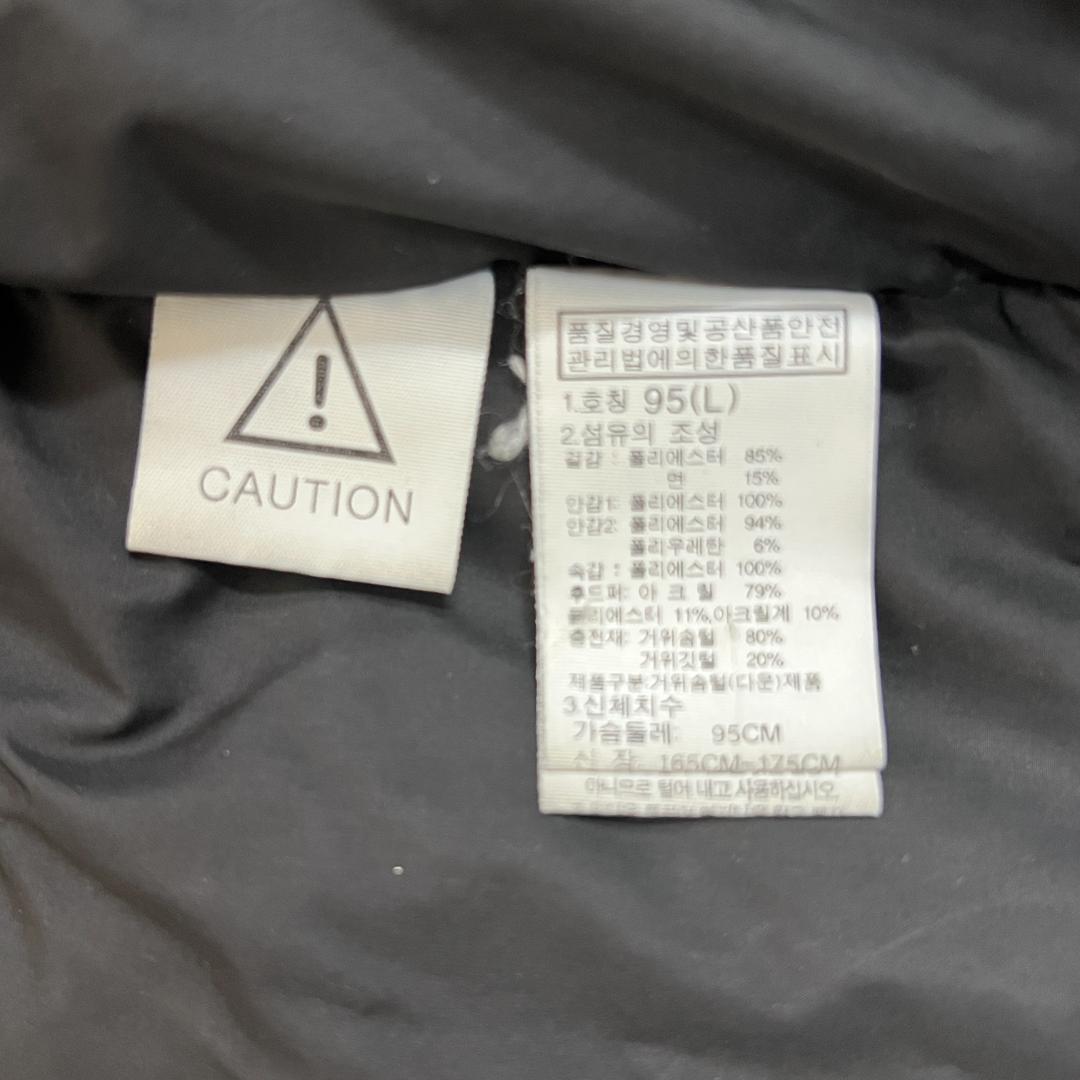 CAUTION
품질경영및공산품안전
관리법에의한품질표시
1.호칭 95(L)
2.섬유의 조성
겉감 : 폴리에스터 85%
면 15%
안감1: 폴리에스터 100%
안감2: 폴리에스터 94%
폴리우레탄 6%
속감 : 폴리에스터 100%
후드퍼: 아 크 릴 79%
폴리에스터 11%,아크릴계 10%
충전재: 거위솜털 80%
거위깃털 20%
제품구분:거위솜털(다운)제품
3.신체치수
가슴둘레: 95CM
신 장: 165CM-175CM
아니므로 털어 내고 사용하십시오.